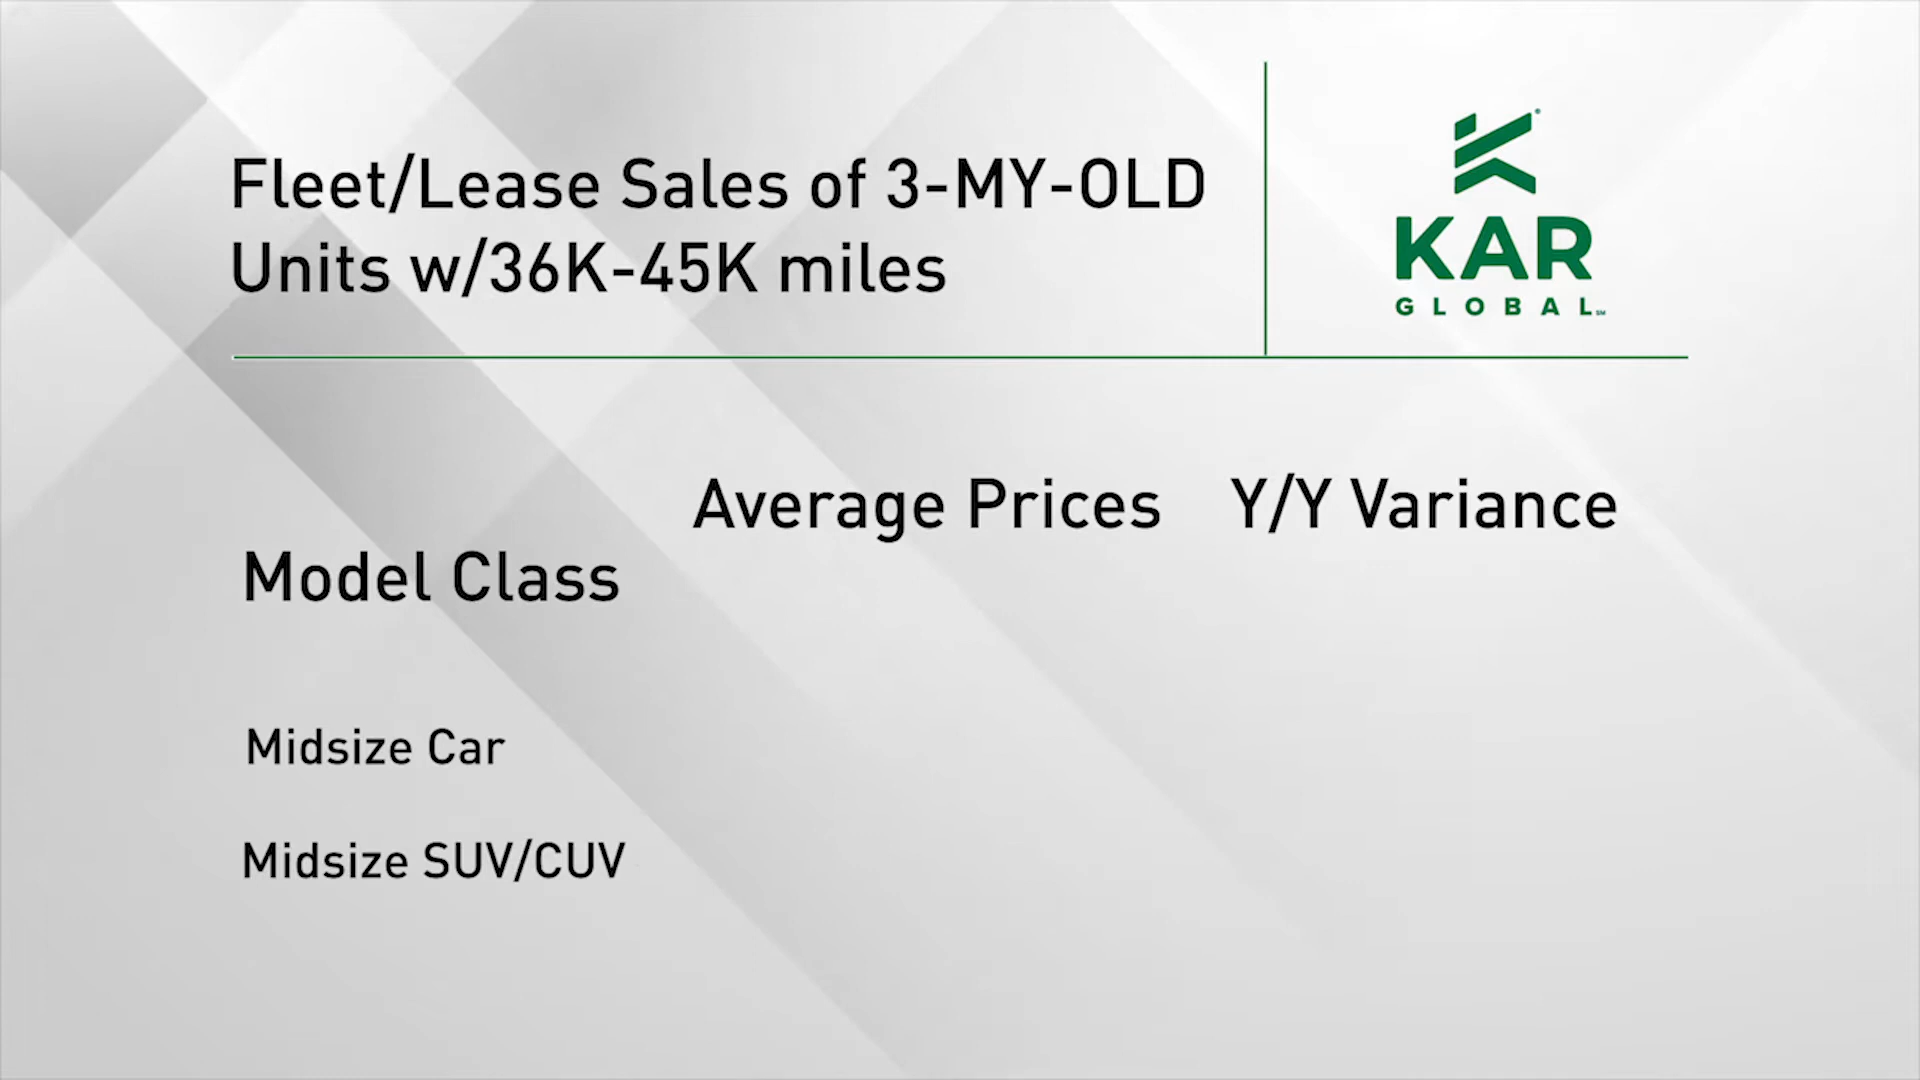 Fleet/Lease Sales of 3-MY-OLD
Units w/36K-45K miles
KAR
GLOBAL℠
Average Prices Y/Y Variance
Model Class
Midsize Car
Midsize SUV/CUV